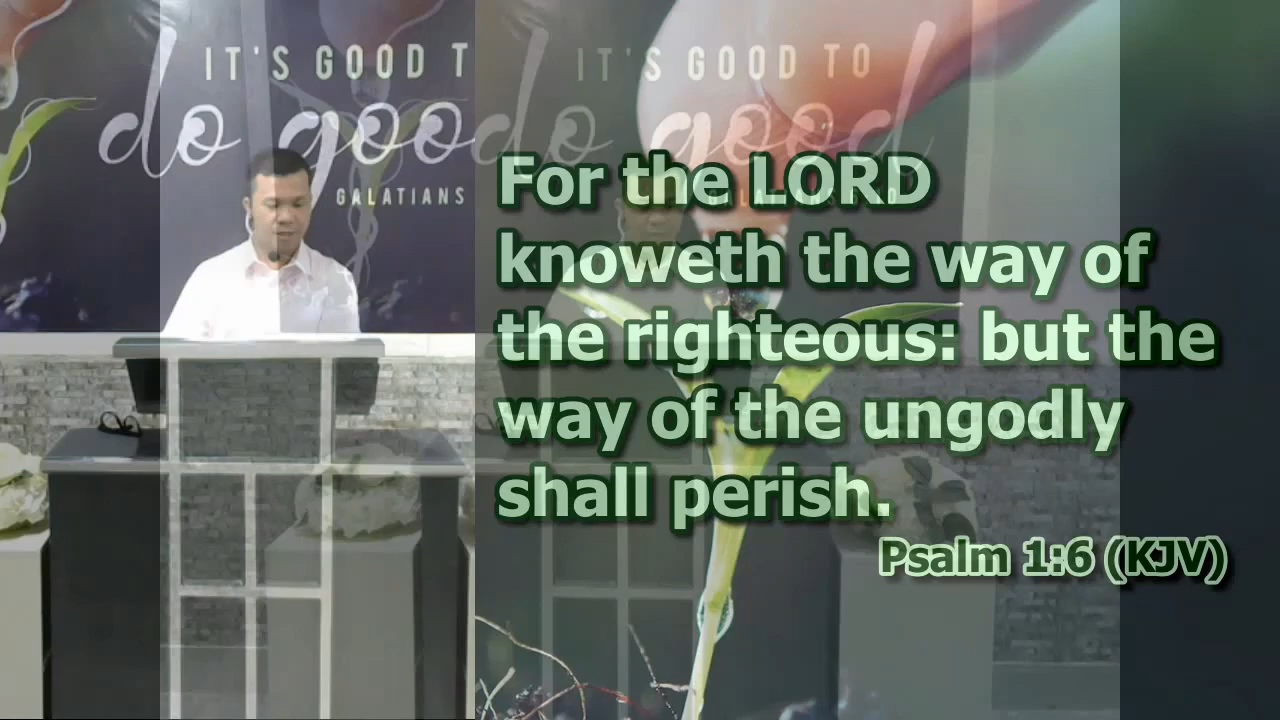 IT'S GOOD T
do goo
GALATIANS
IT'S GOOD TO
do good
For the LORD
knoweth the way of
the righteous: but the
way of the ungodly
shall perish.
Psalm 1:6 (KJV)